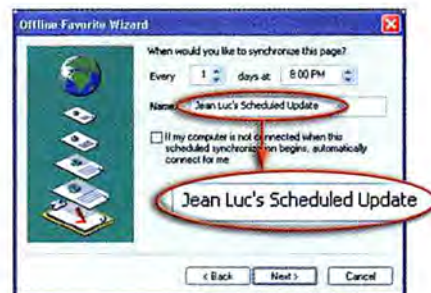 Offline Favorite Wizard
When would you like to synchronize this page?
Every 1 days at 8:00 PM
Name: Jean Luc's Scheduled Update
If my computer is not connected when this
scheduled synchronization begins, automatically
connect for me
Jean Luc's Scheduled Update
< Back Next > Cancel